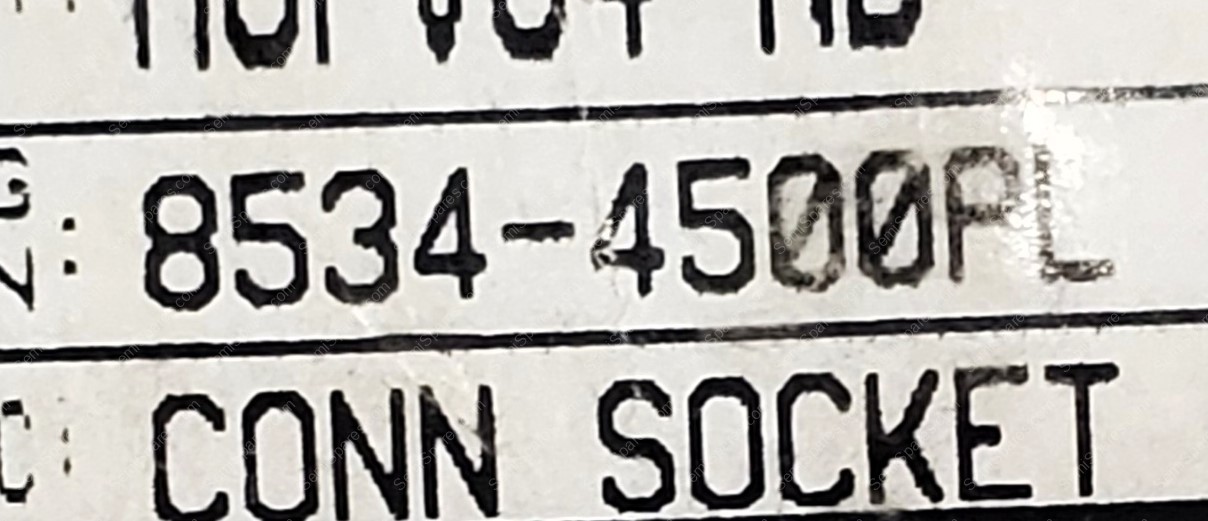 G: 8534-4500PL
C: CONN SOCKET